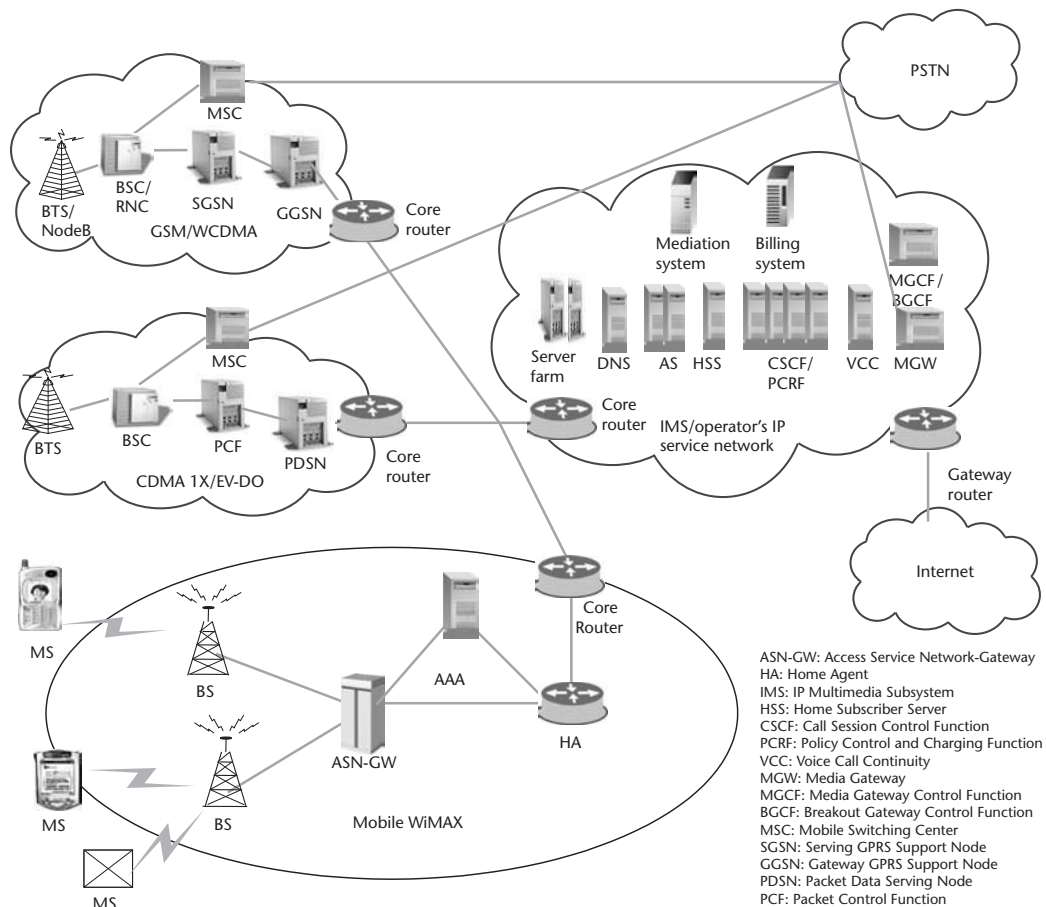 PSTN
MSC
BTS/
NodeB
BSC/
RNC
SGSN
GGSN
GSM/WCDMA
Core
router
Mediation
system
Billing
system
MGCF/
BGCF
Server
farm
DNS
AS
HSS
CSCF/
PCRF
VCC
MGW
Core
router
IMS/operator's IP
service network
MSC
BTS
BSC
PCF
PDSN
CDMA 1X/EV-DO
Core
router
Gateway
router
Internet
MS
BS
AAA
Core
Router
ASN-GW
HA
MS
BS
Mobile WiMAX
MS
ASN-GW: Access Service Network-Gateway
HA: Home Agent
IMS: IP Multimedia Subsystem
HSS: Home Subscriber Server
CSCF: Call Session Control Function
PCRF: Policy Control and Charging Function
VCC: Voice Call Continuity
MGW: Media Gateway
MGCF: Media Gateway Control Function
BGCF: Breakout Gateway Control Function
MSC: Mobile Switching Center
SGSN: Serving GPRS Support Node
GGSN: Gateway GPRS Support Node
PDSN: Packet Data Serving Node
PCF: Packet Control Function